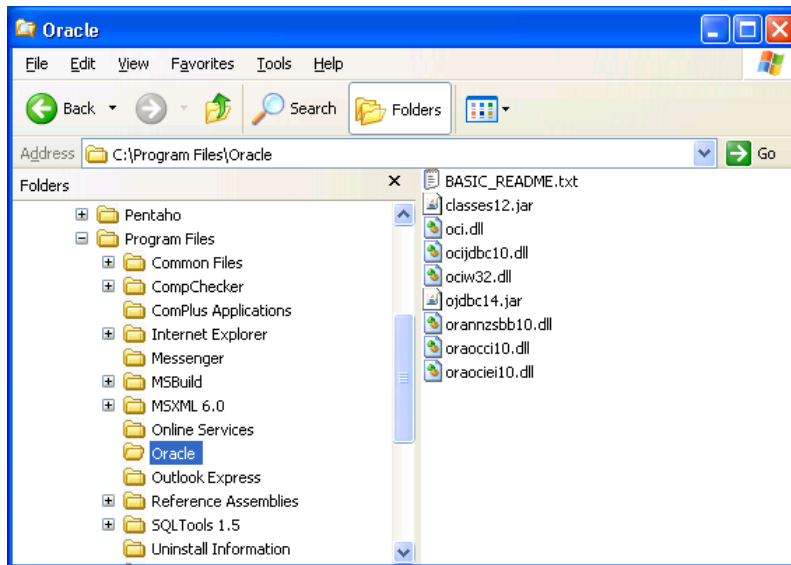 Oracle
File Edit View Favorites Tools Help
Back Search Folders
Address C:\Program Files\Oracle Go
Folders
Pentaho
Program Files
Common Files
CompChecker
ComPlus Applications
Internet Explorer
Messenger
MSBuild
MSXML 6.0
Online Services
Oracle
Outlook Express
Reference Assemblies
SQLTools 1.5
Uninstall Information
BASIC_README.txt
classes12.jar
oci.dll
ocijdbc10.dll
ociw32.dll
ojdbc14.jar
orannzsbb10.dll
oraocci10.dll
oraociei10.dll